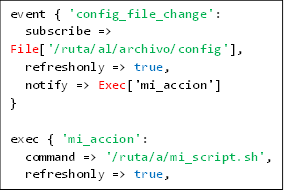 event { 'config_file_change':
subscribe =>
File['/ruta/al/archivo/config'],
refreshonly => true,
notify => Exec['mi_accion']
}
exec { 'mi_accion':
command => '/ruta/a/mi_script.sh',
refreshonly => true,